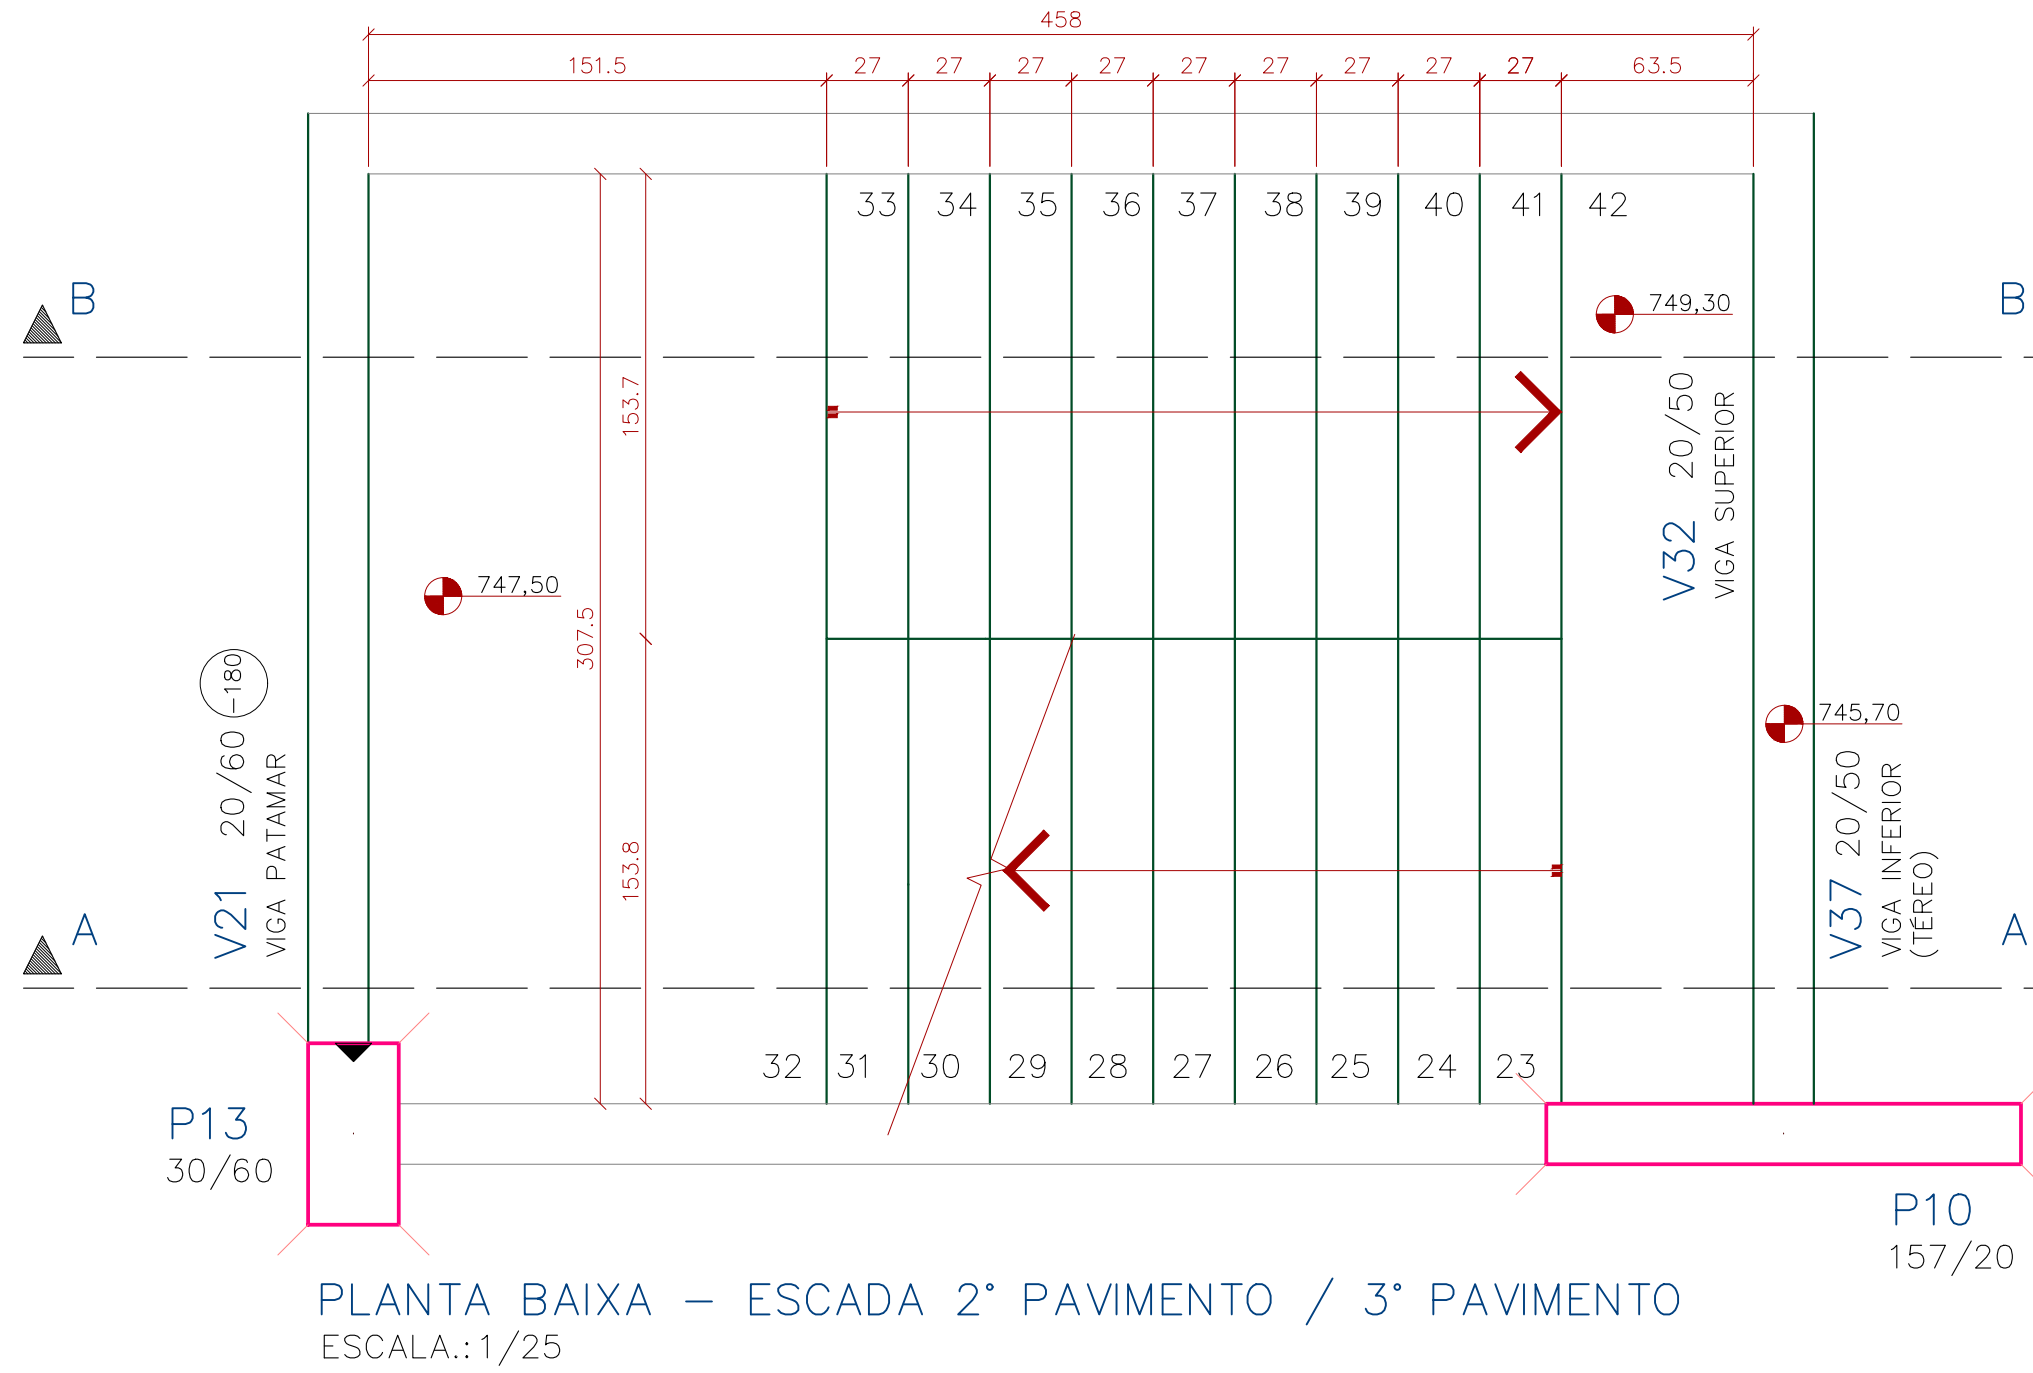 458
151.5 27 27 27 27 27 27 27 27 27 63.5
33 34 35 36 37 38 39 40 41 42
B B
749,30
153.7
V32 20/50
VIGA SUPERIOR
747,50
307.5
745,70
V21 20/60 -180
VIGA PATAMAR
153.8
V37 20/50
VIGA INFERIOR
(TÉREO)
A A
32 31 30 29 28 27 26 25 24 23
P13
30/60
P10
157/20
PLANTA BAIXA – ESCADA 2° PAVIMENTO / 3° PAVIMENTO
ESCALA.: 1/25